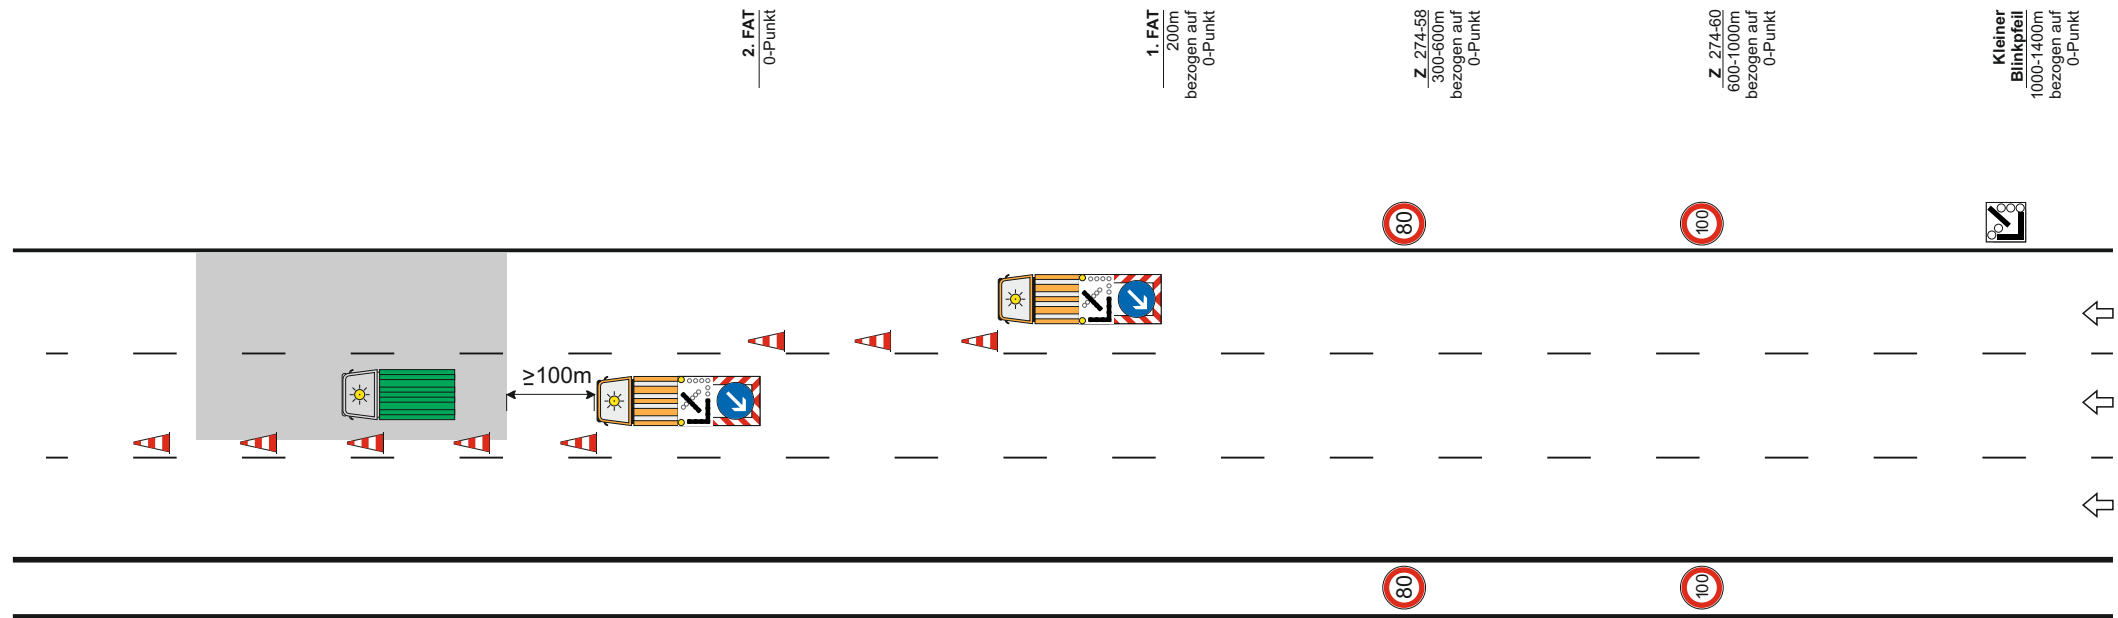 2. FAT
0-Punkt
1. FAT
200m
bezogen auf
0-Punkt
Z 274-58
300-600m
bezogen auf
0-Punkt
Z 274-60
600-1000m
bezogen auf
0-Punkt
Kleiner
Blinkpfeil
1000-1400m
bezogen auf
0-Punkt
80
100
≥100m
80
100